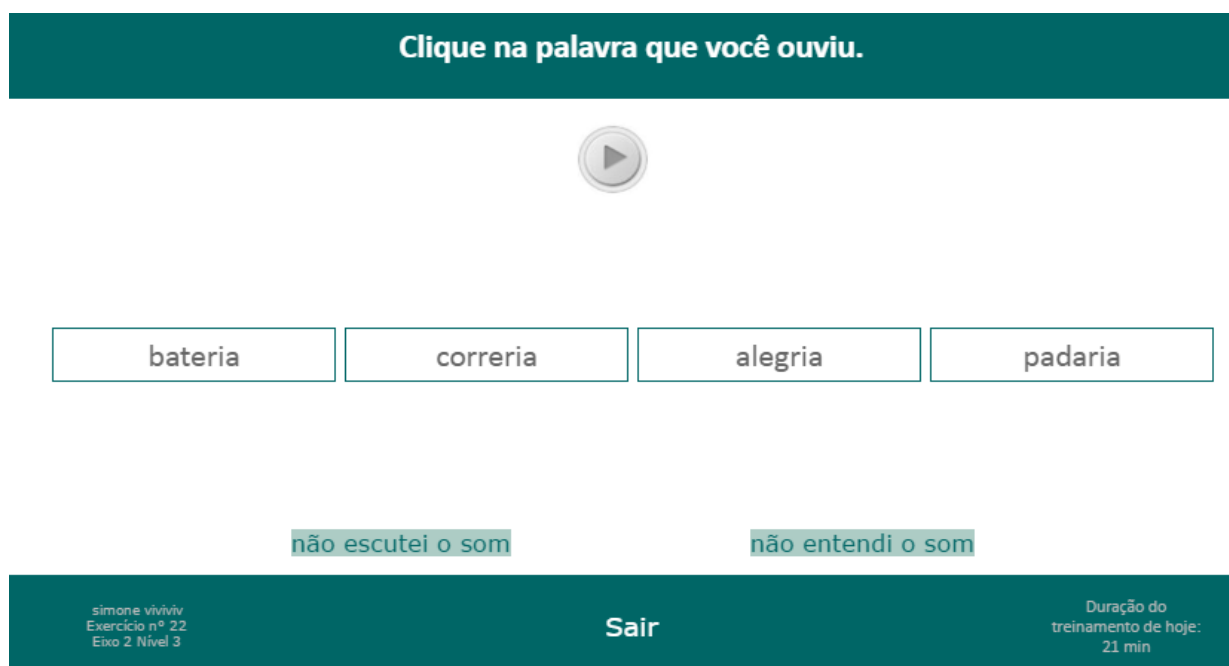 Clique na palavra que você ouviu.
bateria
correria
alegria
padaria
não escutei o som
não entendi o som
simone viviviv
Exercício nº 22
Eixo 2 Nível 3
Sair
Duração do
treinamento de hoje:
21 min